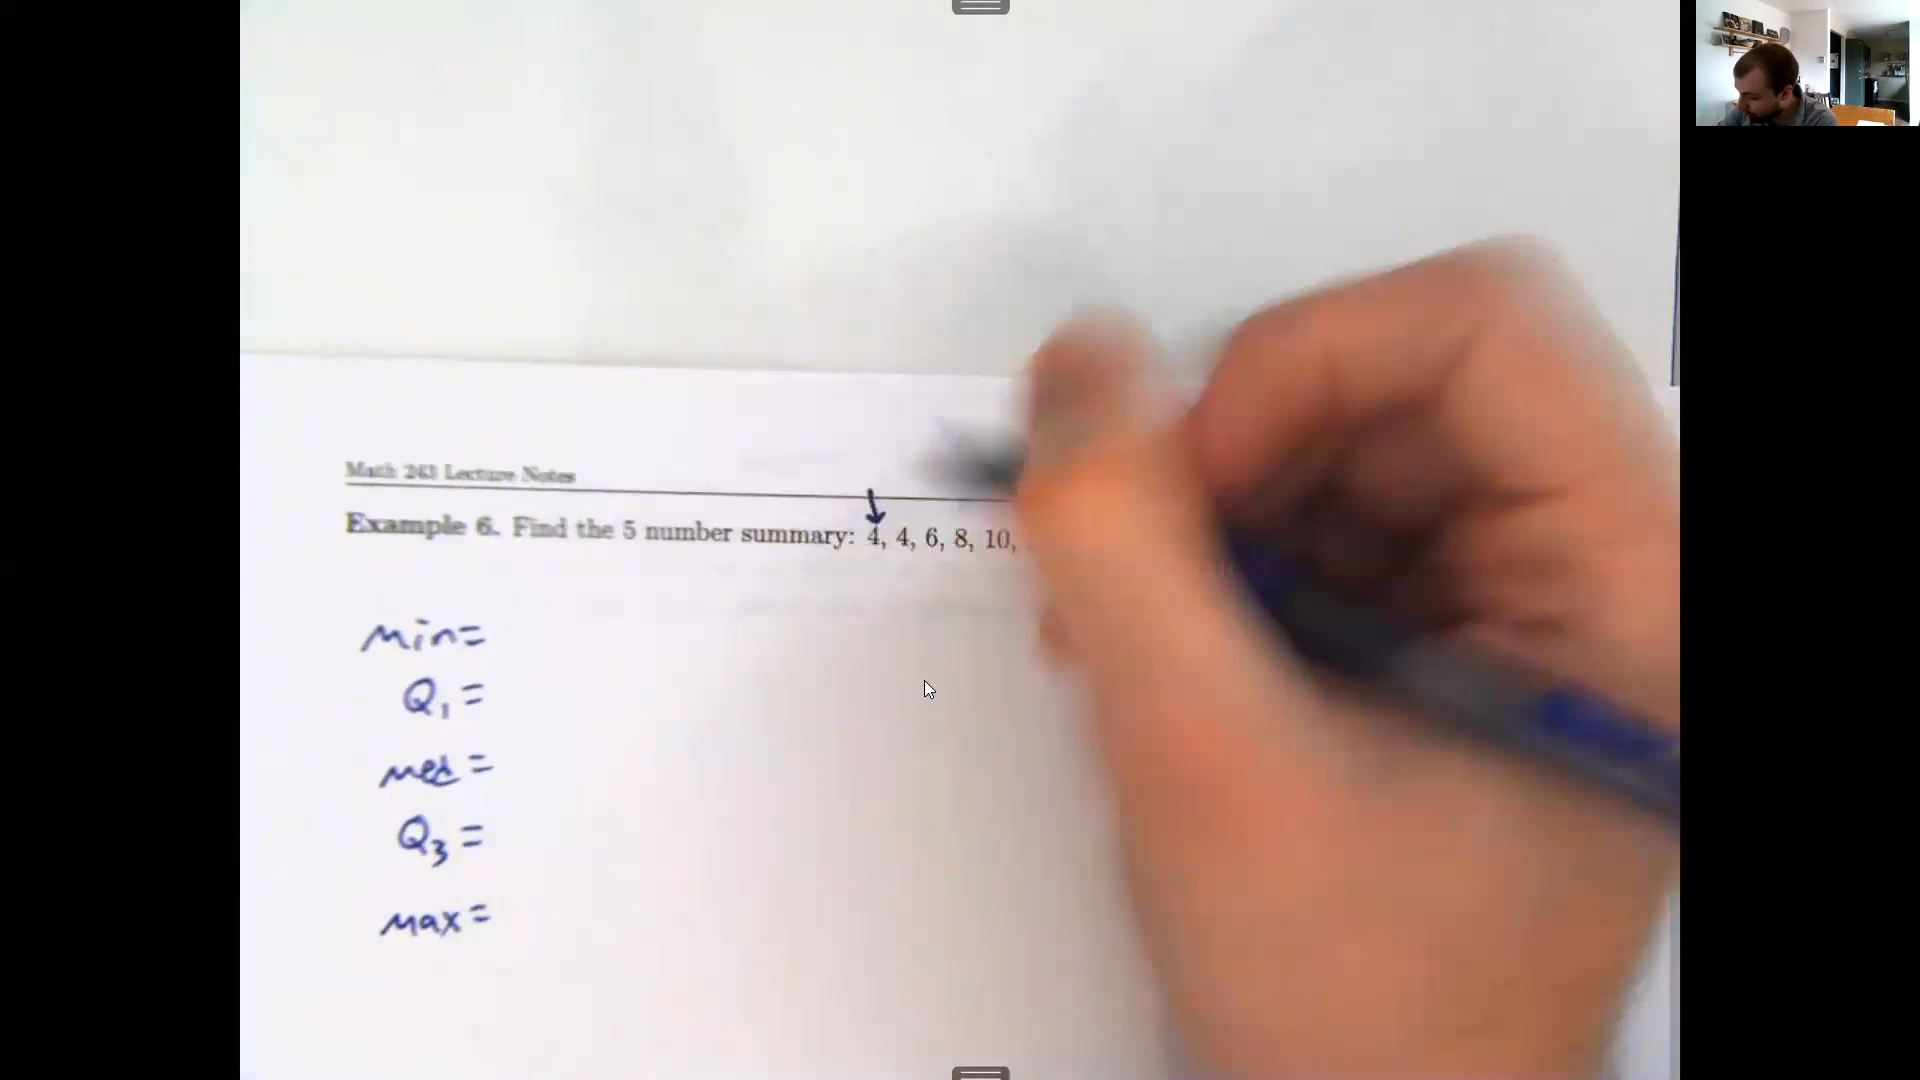 Math 243 Lecture Notes
Example 6. Find the 5 number summary: 4, 4, 6, 8, 10,
min=
Q₁ =
med =
Q₃ =
max =